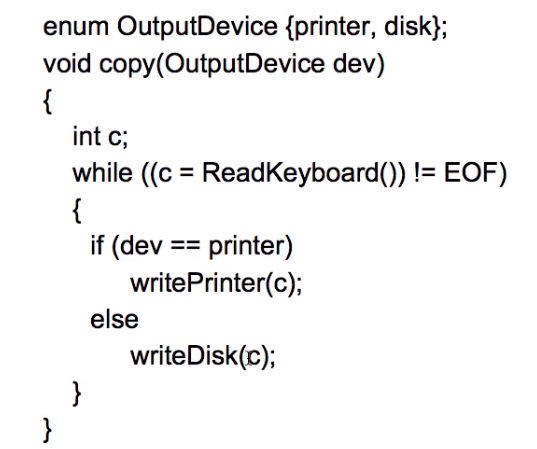 enum OutputDevice {printer, disk};
void copy(OutputDevice dev)
{
int c;
while ((c = ReadKeyboard()) != EOF)
{
if (dev == printer)
writePrinter(c);
else
writeDisk(c);
}
}